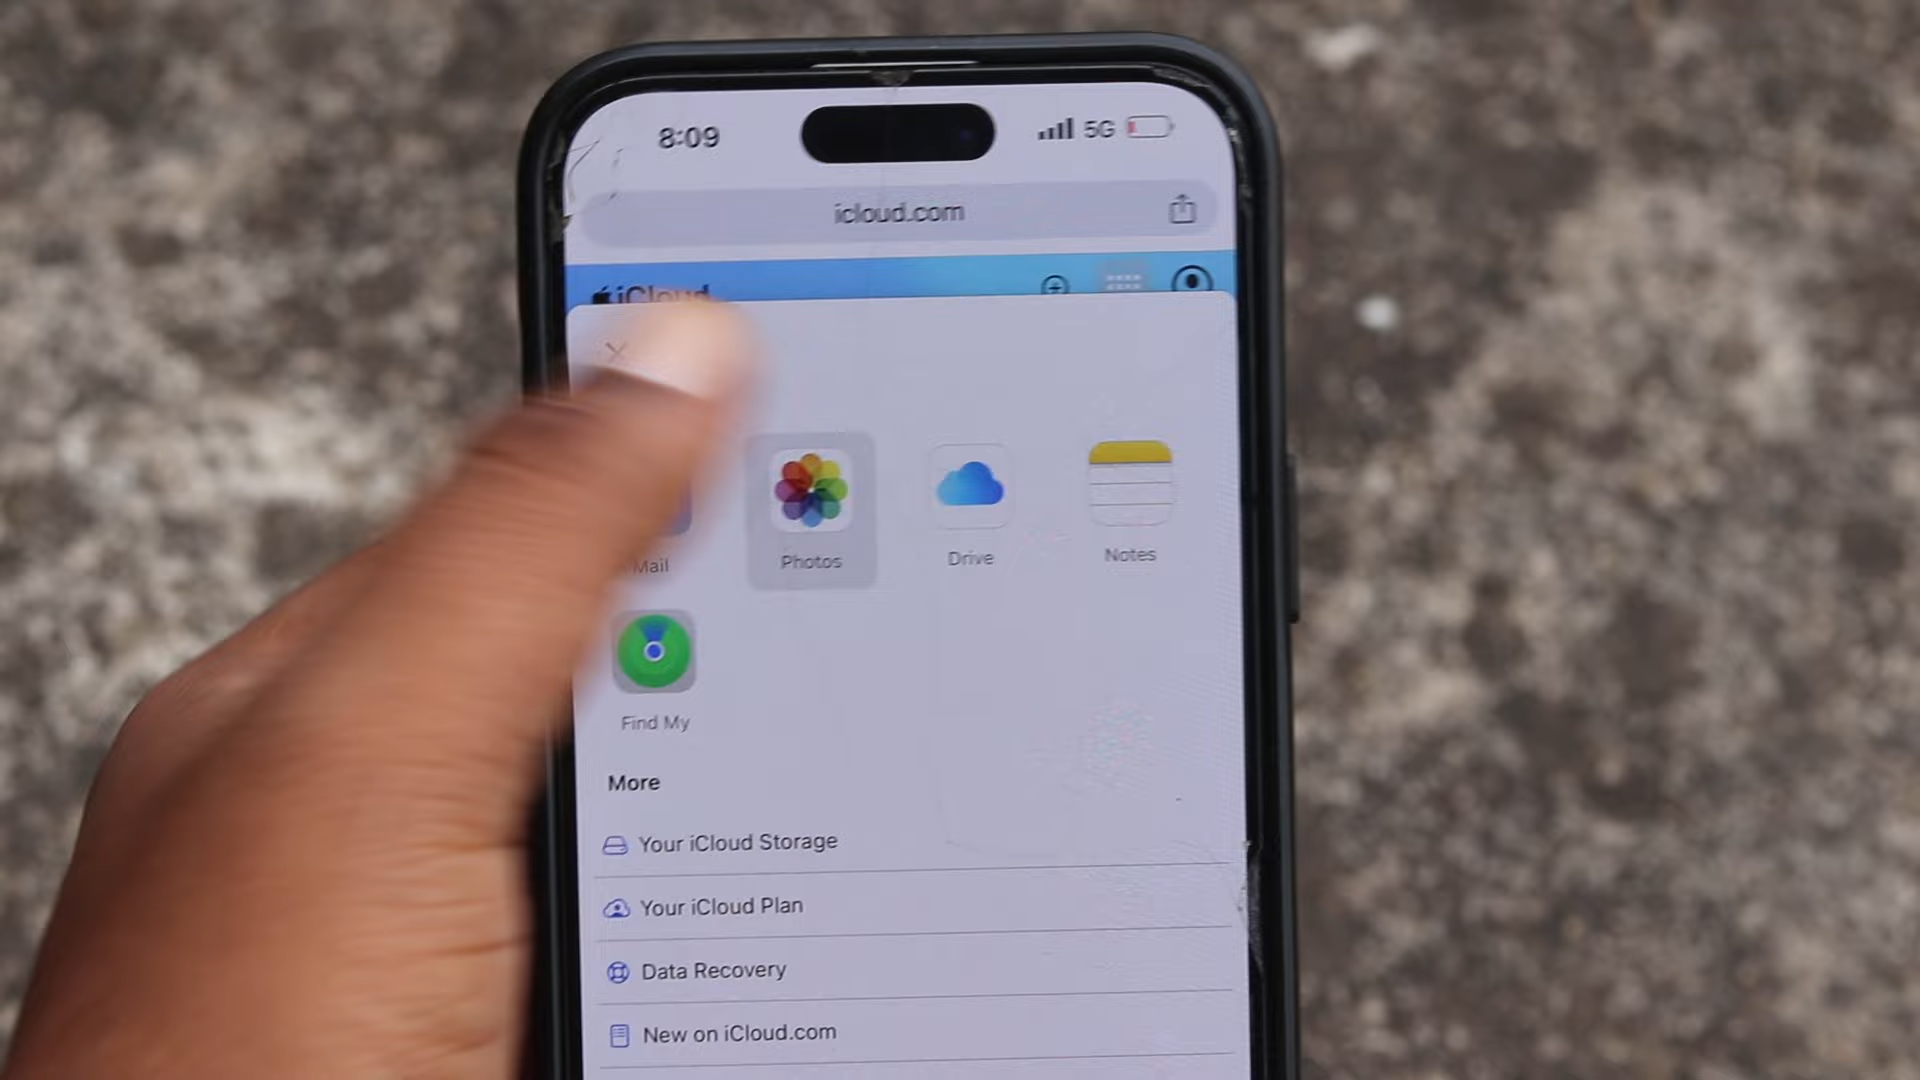 8:09
5G
icloud.com
iCloud
Mail
Photos
Drive
Notes
Find My
More
Your iCloud Storage
Your iCloud Plan
Data Recovery
New on iCloud.com